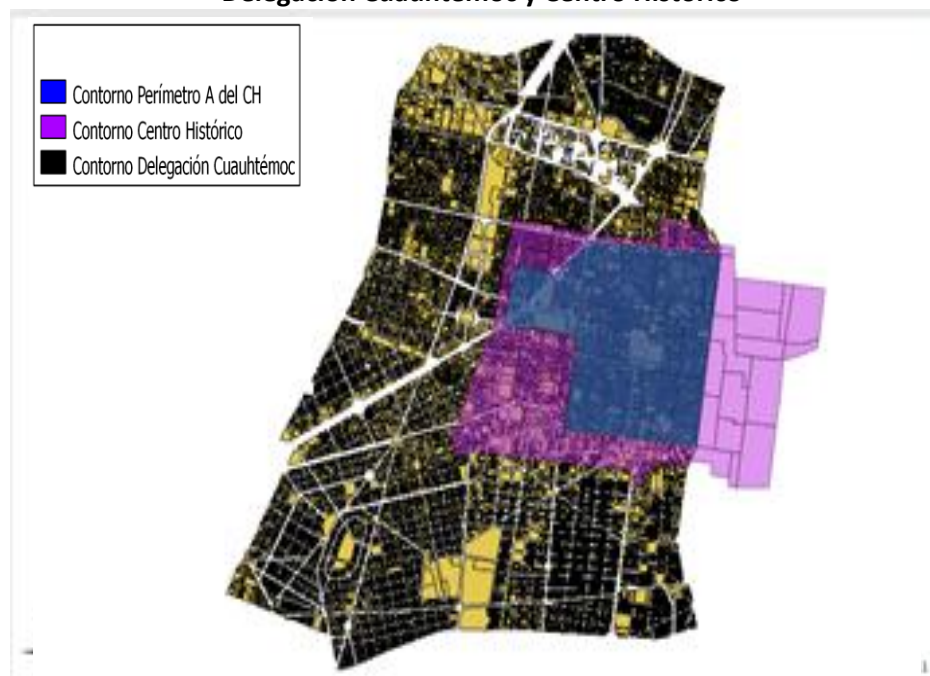 Delegación Cuauhtémoc y Centro Histórico
Contorno Perímetro A del CH
Contorno Centro Histórico
Contorno Delegación Cuauhtémoc